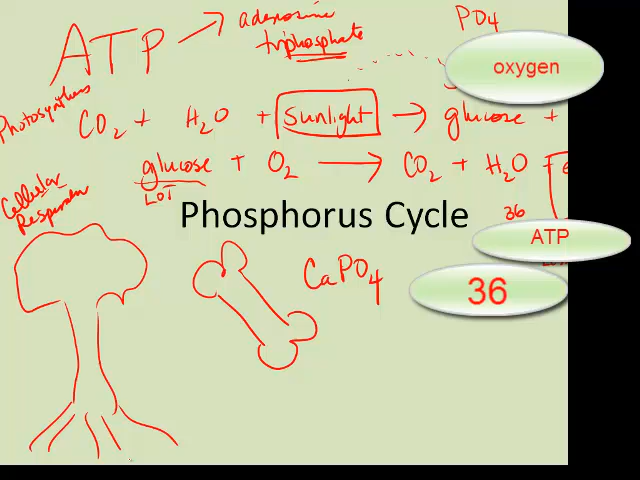 PO4
ATP → adenosine
triphosphate
oxygen
Photosynthesis
CO2 + H2O + Sunlight → glucose +
glucose + O2 → CO2 + H2O +
LOT
Cellular
Respiration
36
Phosphorus Cycle
ATP
CaPO4
36